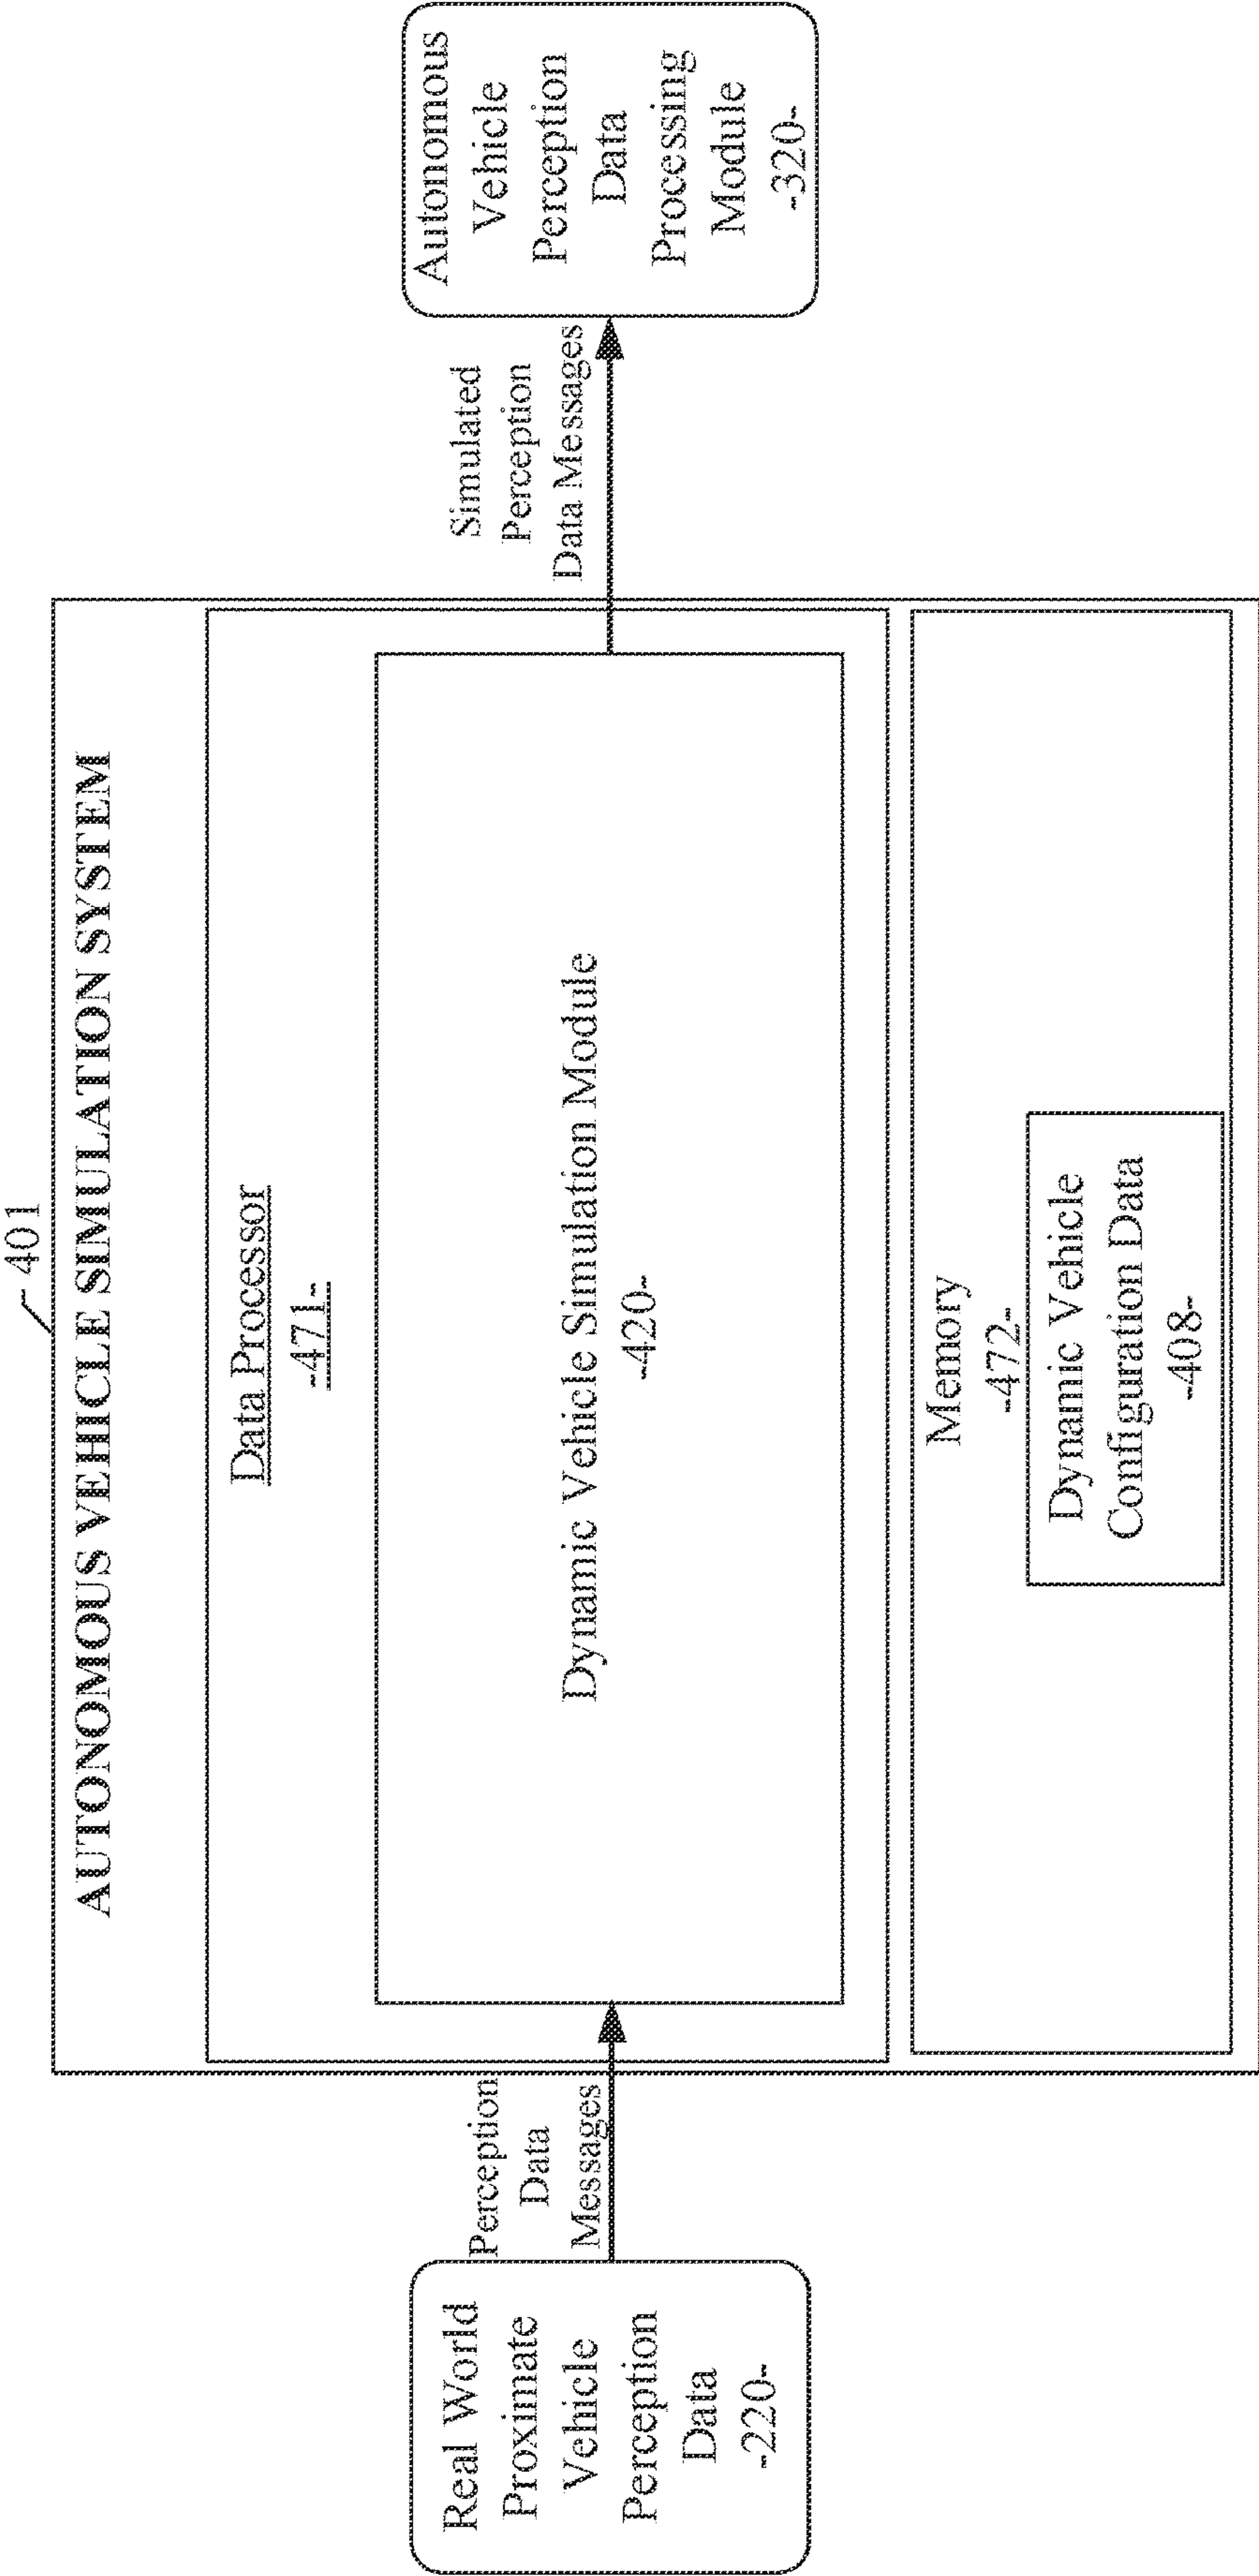 401
AUTONOMOUS VEHICLE SIMULATION SYSTEM
Data Processor
-471-
Dynamic Vehicle Simulation Module
-420-
Memory
-472-
Dynamic Vehicle
Configuration Data
-408-
Real World
Proximate
Vehicle
Perception
Data
-220-
Perception
Data
Messages
Simulated
Perception
Data Messages
Autonomous
Vehicle
Perception
Data
Processing
Module
-320-